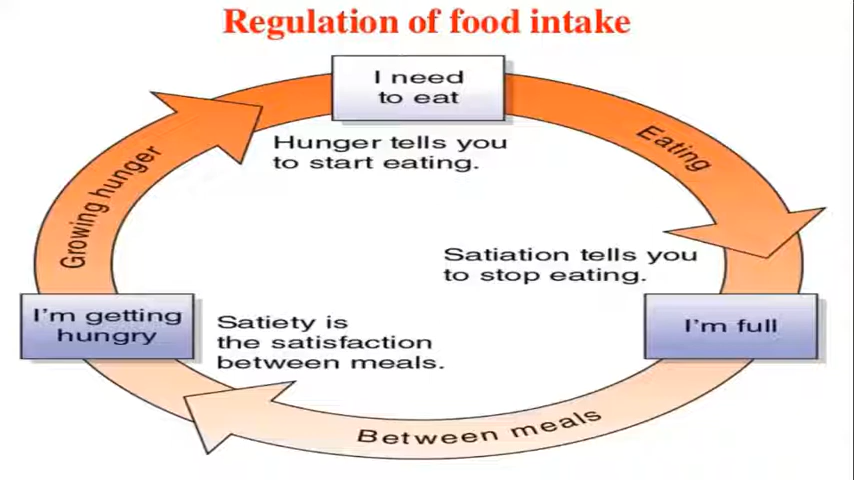 Regulation of food intake
I need
to eat
Hunger tells you
to start eating.
Eating
Growing hunger
Satiation tells you
to stop eating.
I'm getting
hungry
Satiety is
the satisfaction
between meals.
I'm full
Between meals